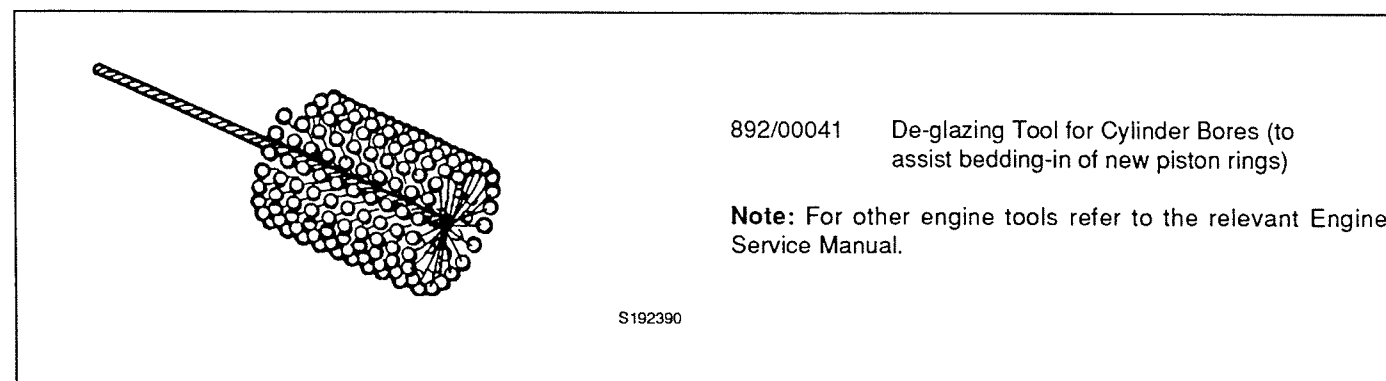 892/00041 De-glazing Tool for Cylinder Bores (to
assist bedding-in of new piston rings)
Note: For other engine tools refer to the relevant Engine
Service Manual.
S192390